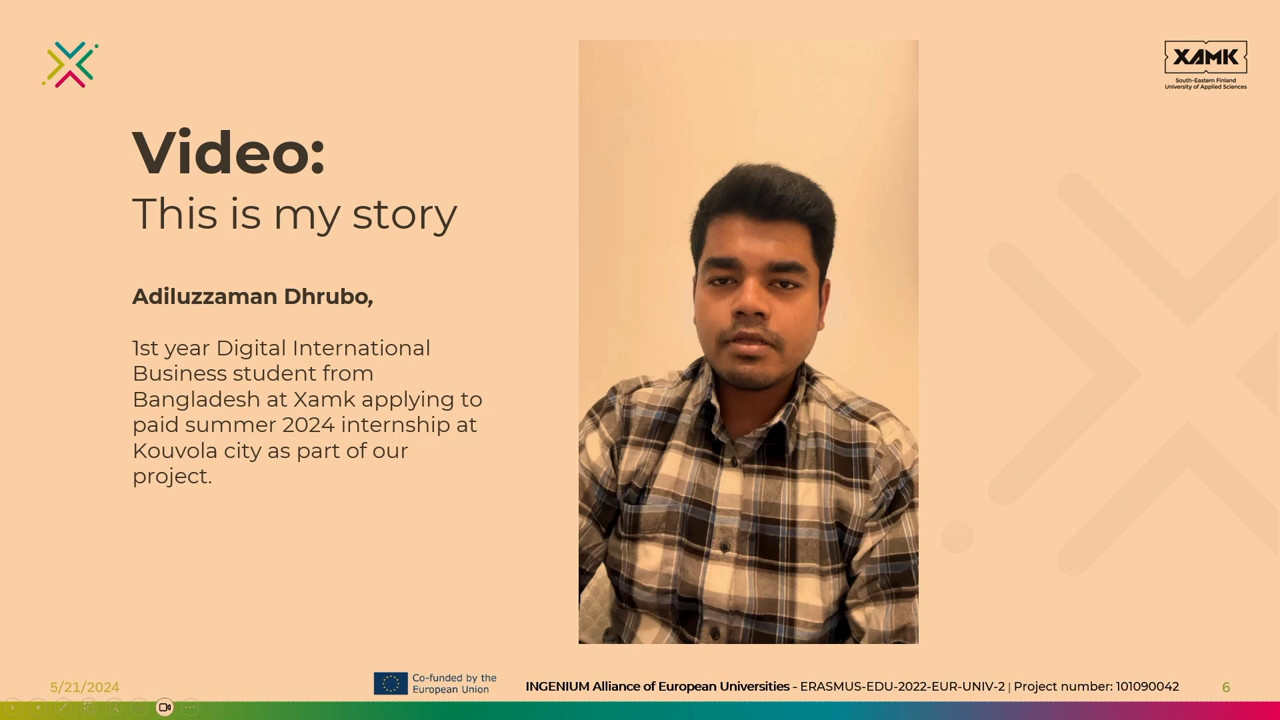 XAMK
South-Eastern Finland
University of Applied Sciences
Video:
This is my story
Adiluzzaman Dhrubo,
1st year Digital International
Business student from
Bangladesh at Xamk applying to
paid summer 2024 internship at
Kouvola city as part of our
project.
5/21/2024
Co-funded by the
European Union
INGENIUM Alliance of European Universities - ERASMUS-EDU-2022-EUR-UNIV-2 | Project number: 101090042
6